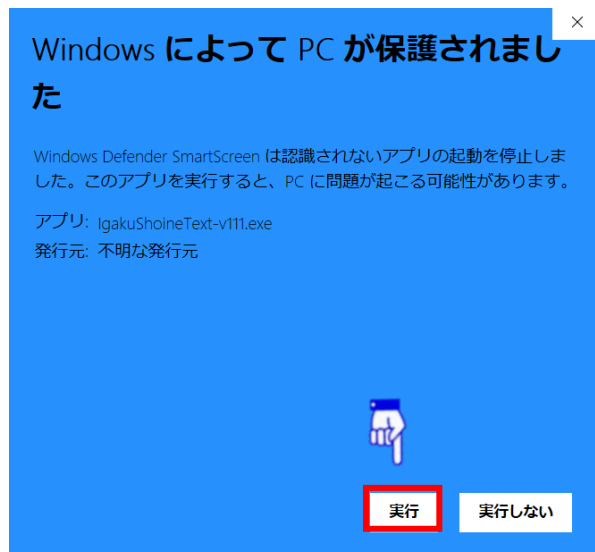 Windows によって PC が保護されまし
た
Windows Defender SmartScreen は認識されないアプリの起動を停止しま
した。このアプリを実行すると、PC に問題が起こる可能性があります。
アプリ: IgakuShoineText-v111.exe
発行元: 不明な発行元
実行 実行しない